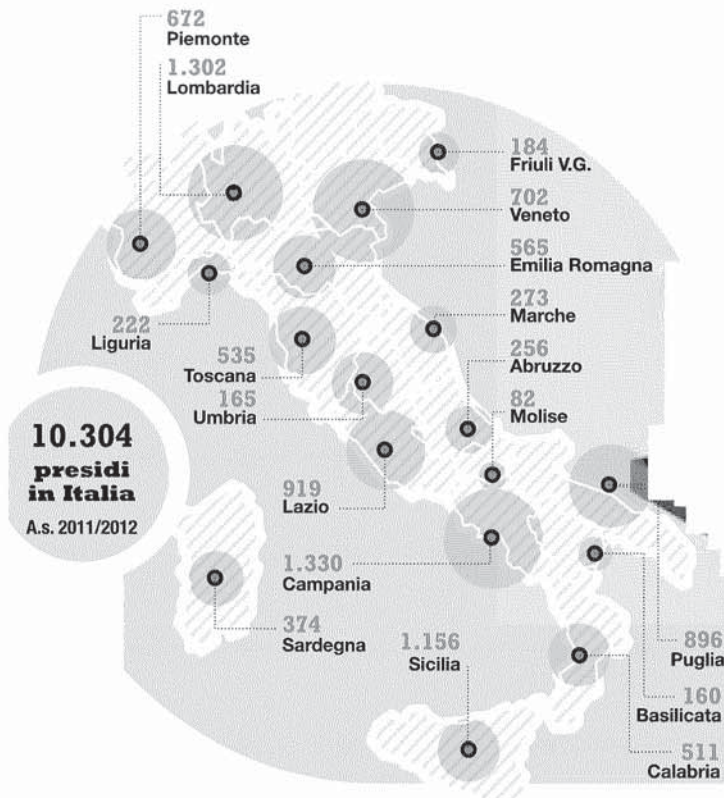 672
Piemonte
1.302
Lombardia
184
Friuli V.G.
702
Veneto
565
Emilia Romagna
273
Marche
222
Liguria
535
Toscana
256
Abruzzo
165
Umbria
82
Molise
10.304
presidi
in Italia
A.s. 2011/2012
919
Lazio
1.330
Campania
374
Sardegna
1.156
Sicilia
896
Puglia
160
Basilicata
511
Calabria